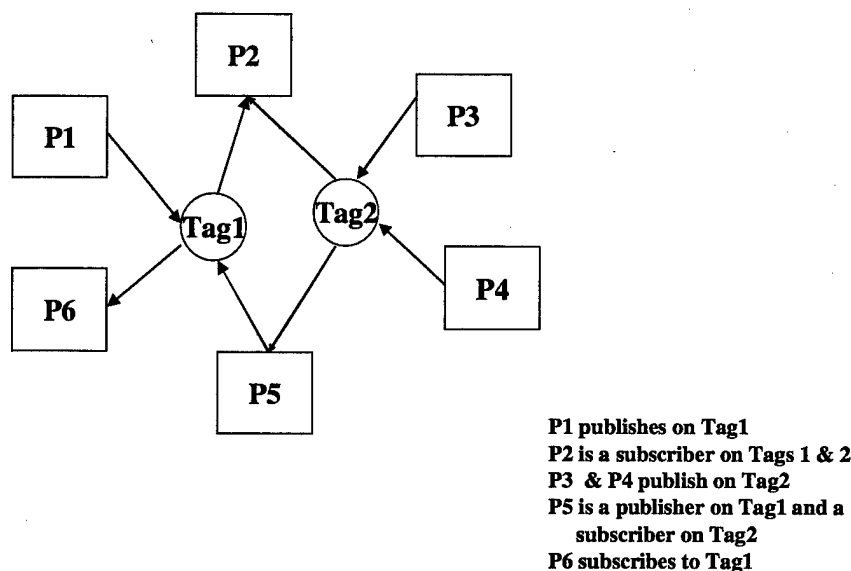 P2
P3
P1
Tag1
Tag2
P6
P4
P5
P1 publishes on Tag1
P2 is a subscriber on Tags 1 & 2
P3 & P4 publish on Tag2
P5 is a publisher on Tag1 and a
subscriber on Tag2
P6 subscribes to Tag1